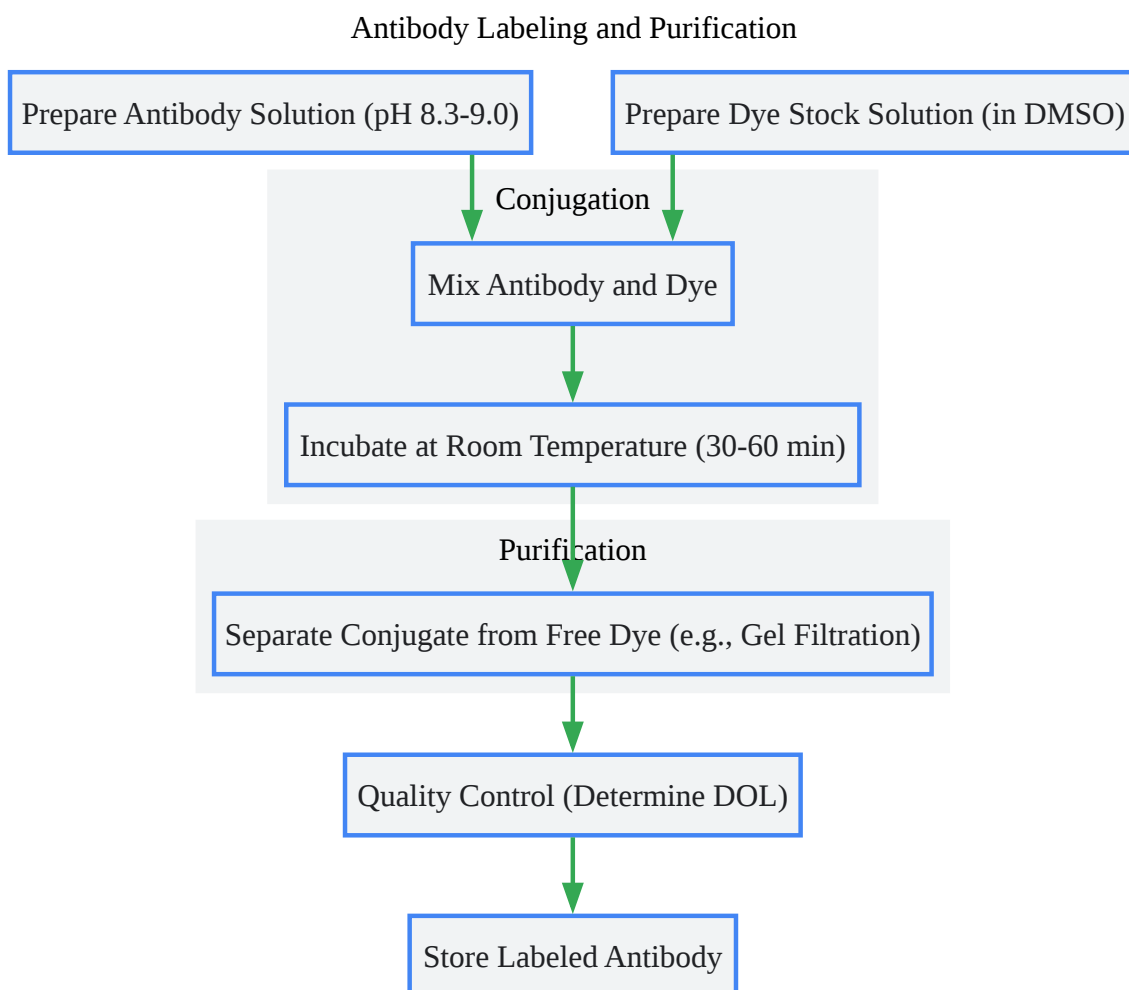 Antibody Labeling and Purification
Prepare Antibody Solution (pH 8.3-9.0)
Prepare Dye Stock Solution (in DMSO)
Conjugation
Mix Antibody and Dye
Incubate at Room Temperature (30-60 min)
Purification
Separate Conjugate from Free Dye (e.g., Gel Filtration)
Quality Control (Determine DOL)
Store Labeled Antibody